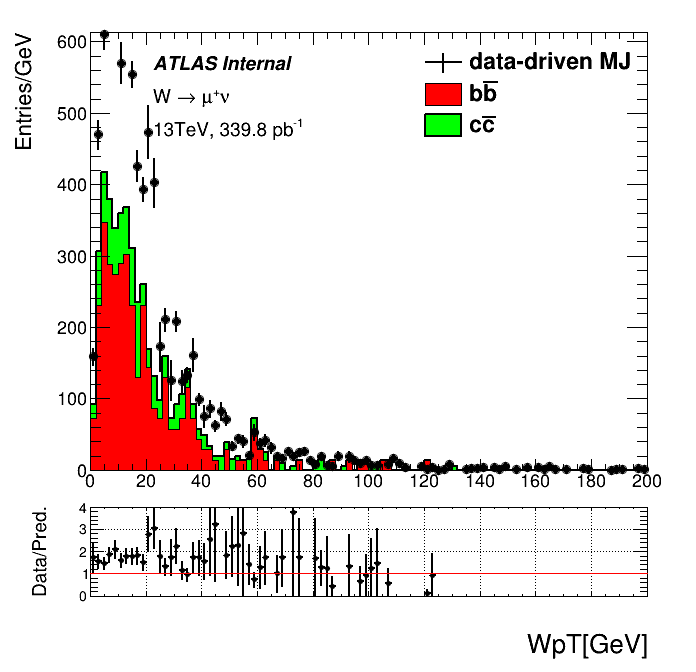 Entries/GeV
600
500
400
300
200
100
0
ATLAS Internal
W → μ⁺ν
13TeV, 339.8 pb⁻¹
data-driven MJ
bb̅
cc̅
0 20 40 60 80 100 120 140 160 180 200
Data/Pred.
4
3
2
1
0
WpT[GeV]